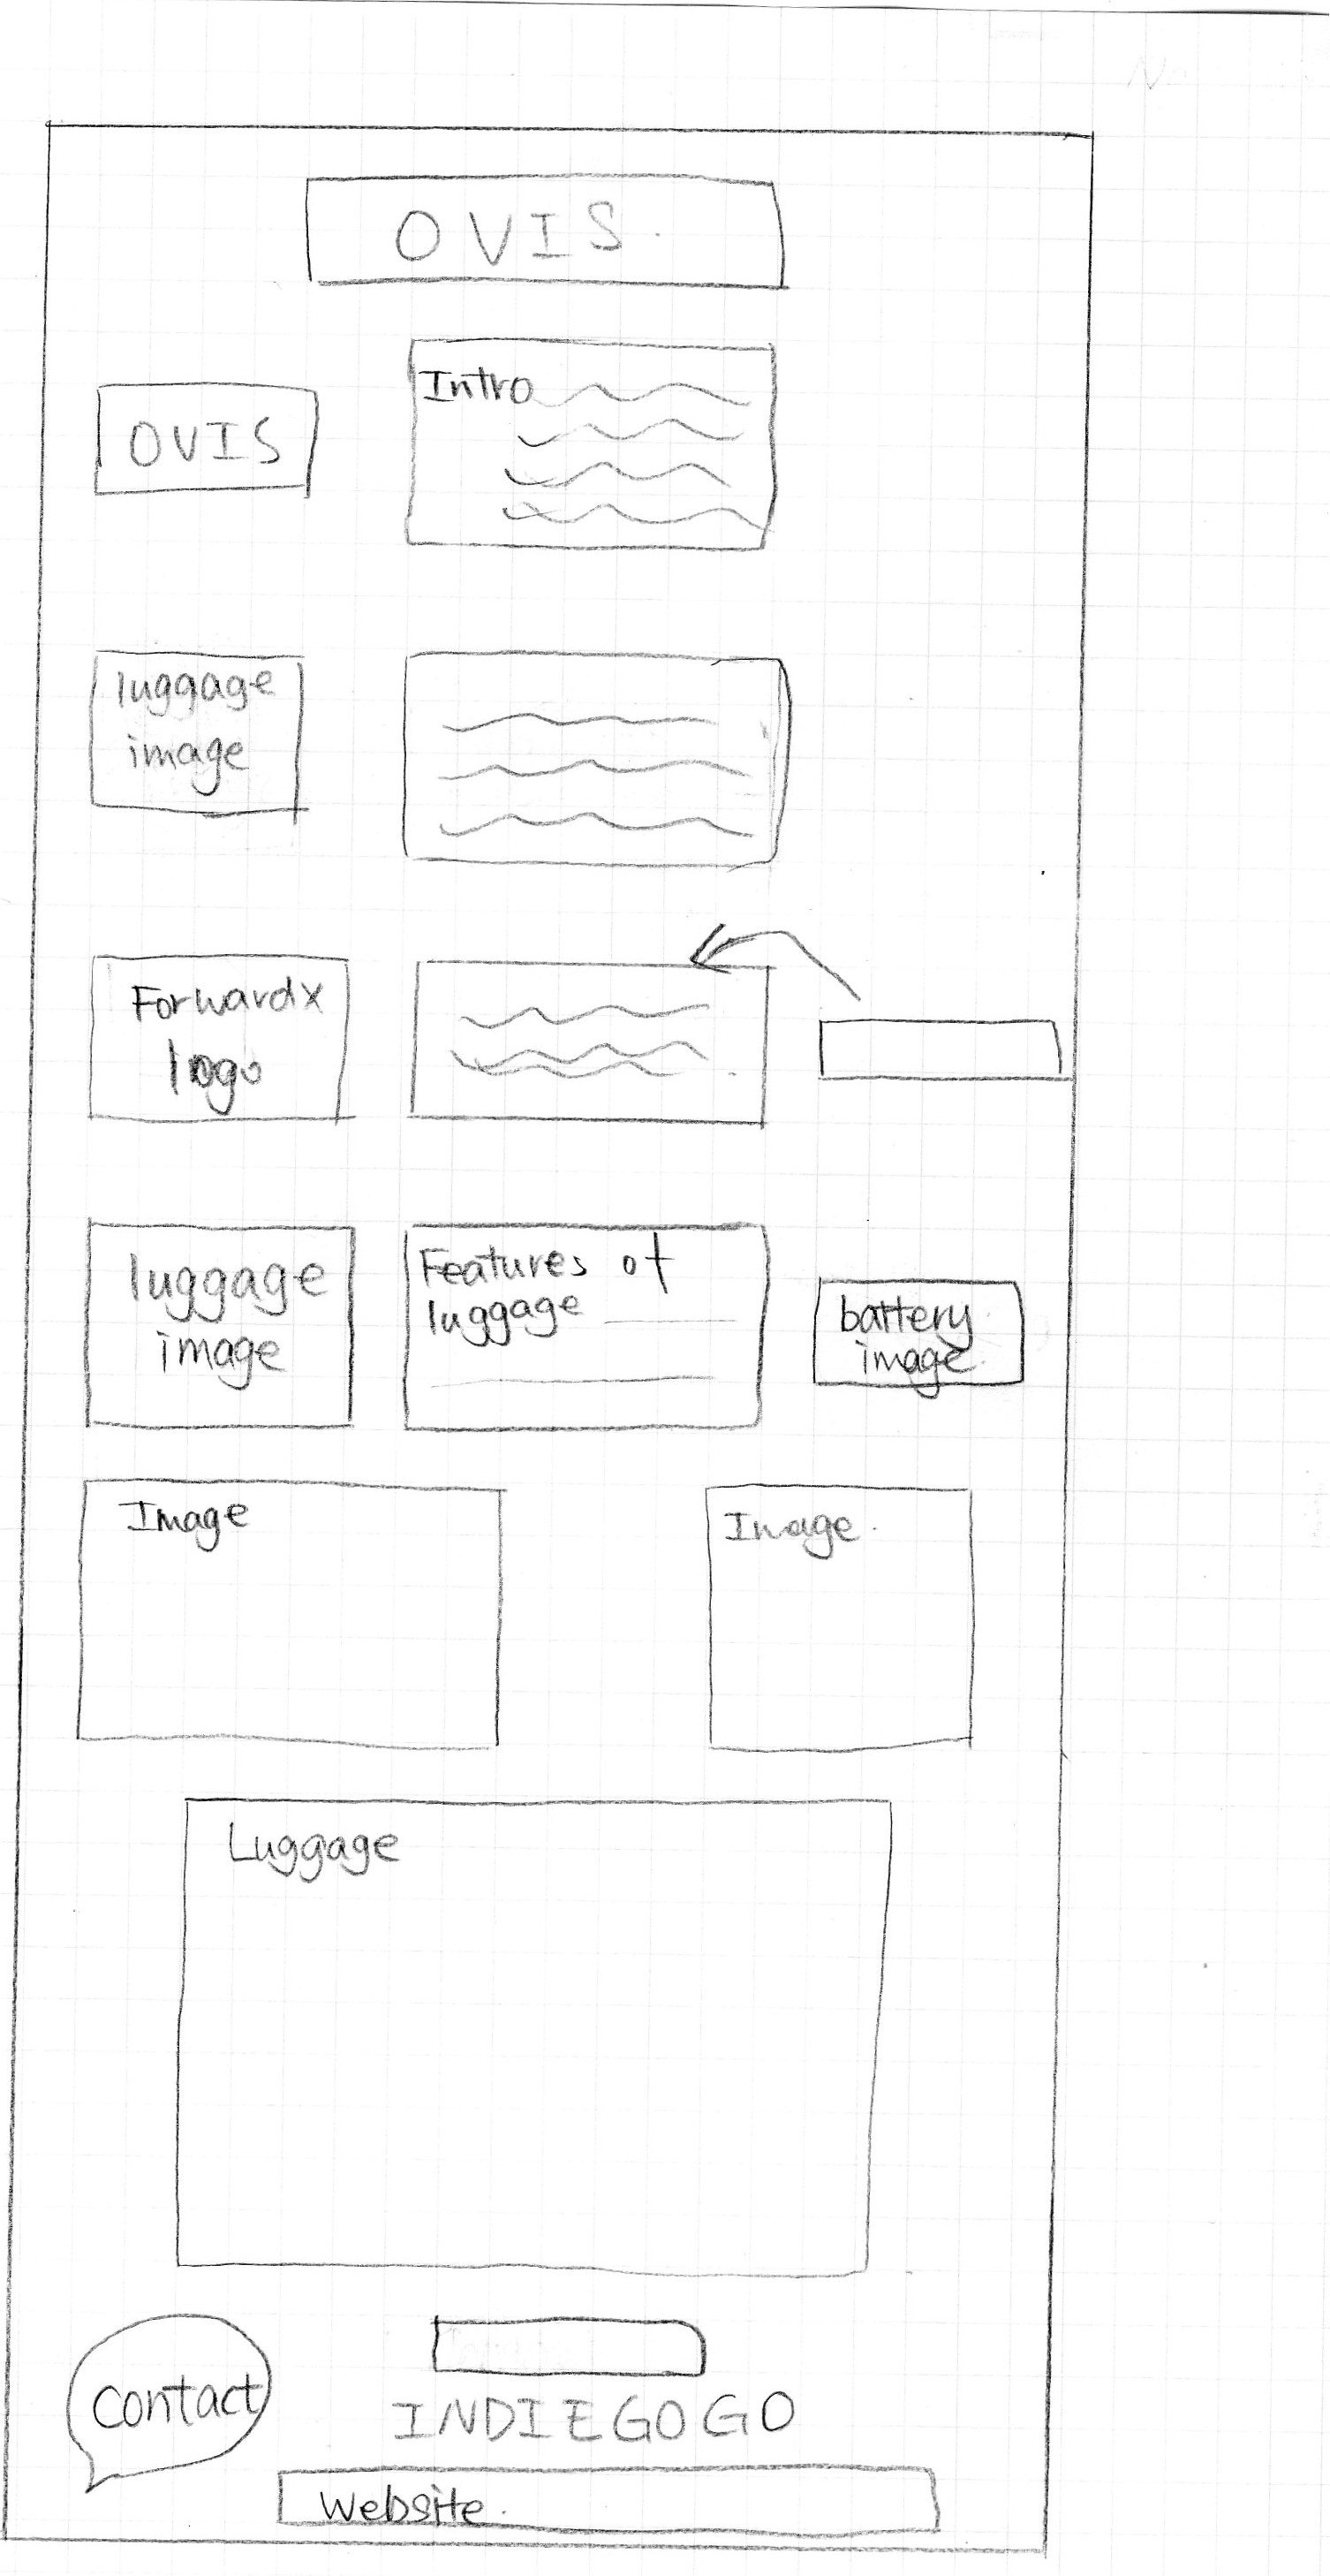 OVIS
Intro
OVIS
luggage
image
Forwardx
logo
luggage
image
Features of
luggage
battery
image
Image
Image
Luggage
Contact
INDIEGOGO
Website